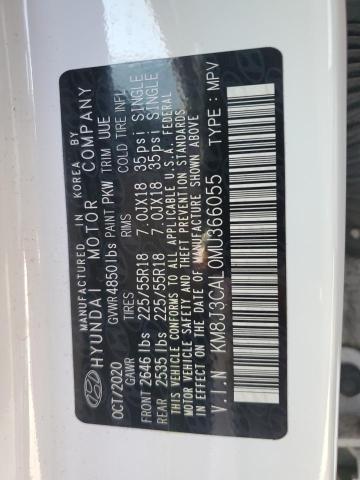 MANUFACTURED IN KOREA BY
HYUNDAI MOTOR COMPANY
OCT/2020 GVWR 4850lbs PAINT PKW TRIM UUE
GAWR TIRES RIMS COLD TIRE INFL
FRONT 2646 lbs 225/55R18 7.0JX18 35psi SINGLE
REAR 2535 lbs 225/55R18 7.0JX18 35psi SINGLE
THIS VEHICLE CONFORMS TO ALL APPLICABLE U.S.A. FEDERAL
MOTOR VEHICLE SAFETY AND THEFT PREVENTION STANDARDS
IN EFFECT ON THE DATE OF MANUFACTURE SHOWN ABOVE
V.I.N KM8J3CAL0MU366055 TYPE : MPV